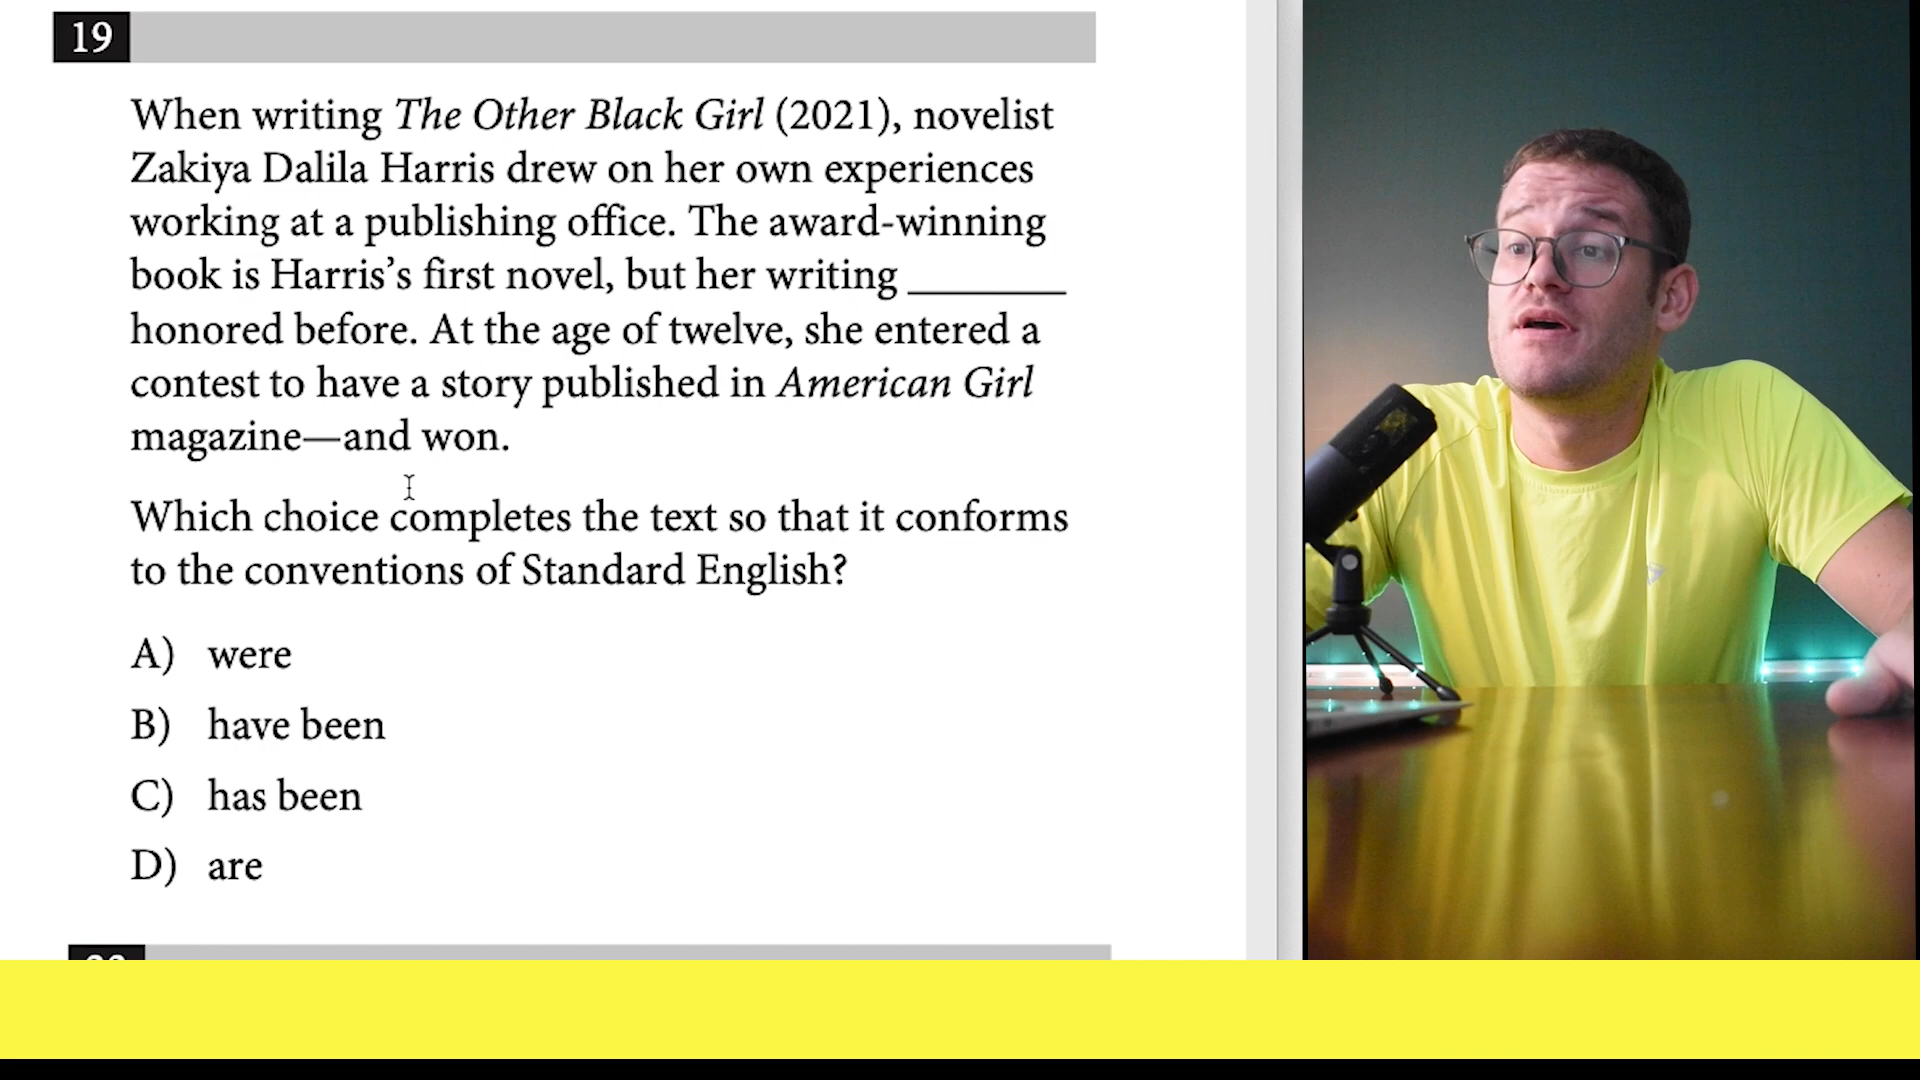 19
When writing The Other Black Girl (2021), novelist
Zakiya Dalila Harris drew on her own experiences
working at a publishing office. The award-winning
book is Harris’s first novel, but her writing _______
honored before. At the age of twelve, she entered a
contest to have a story published in American Girl
magazine—and won.
Which choice completes the text so that it conforms
to the conventions of Standard English?
A) were
B) have been
C) has been
D) are